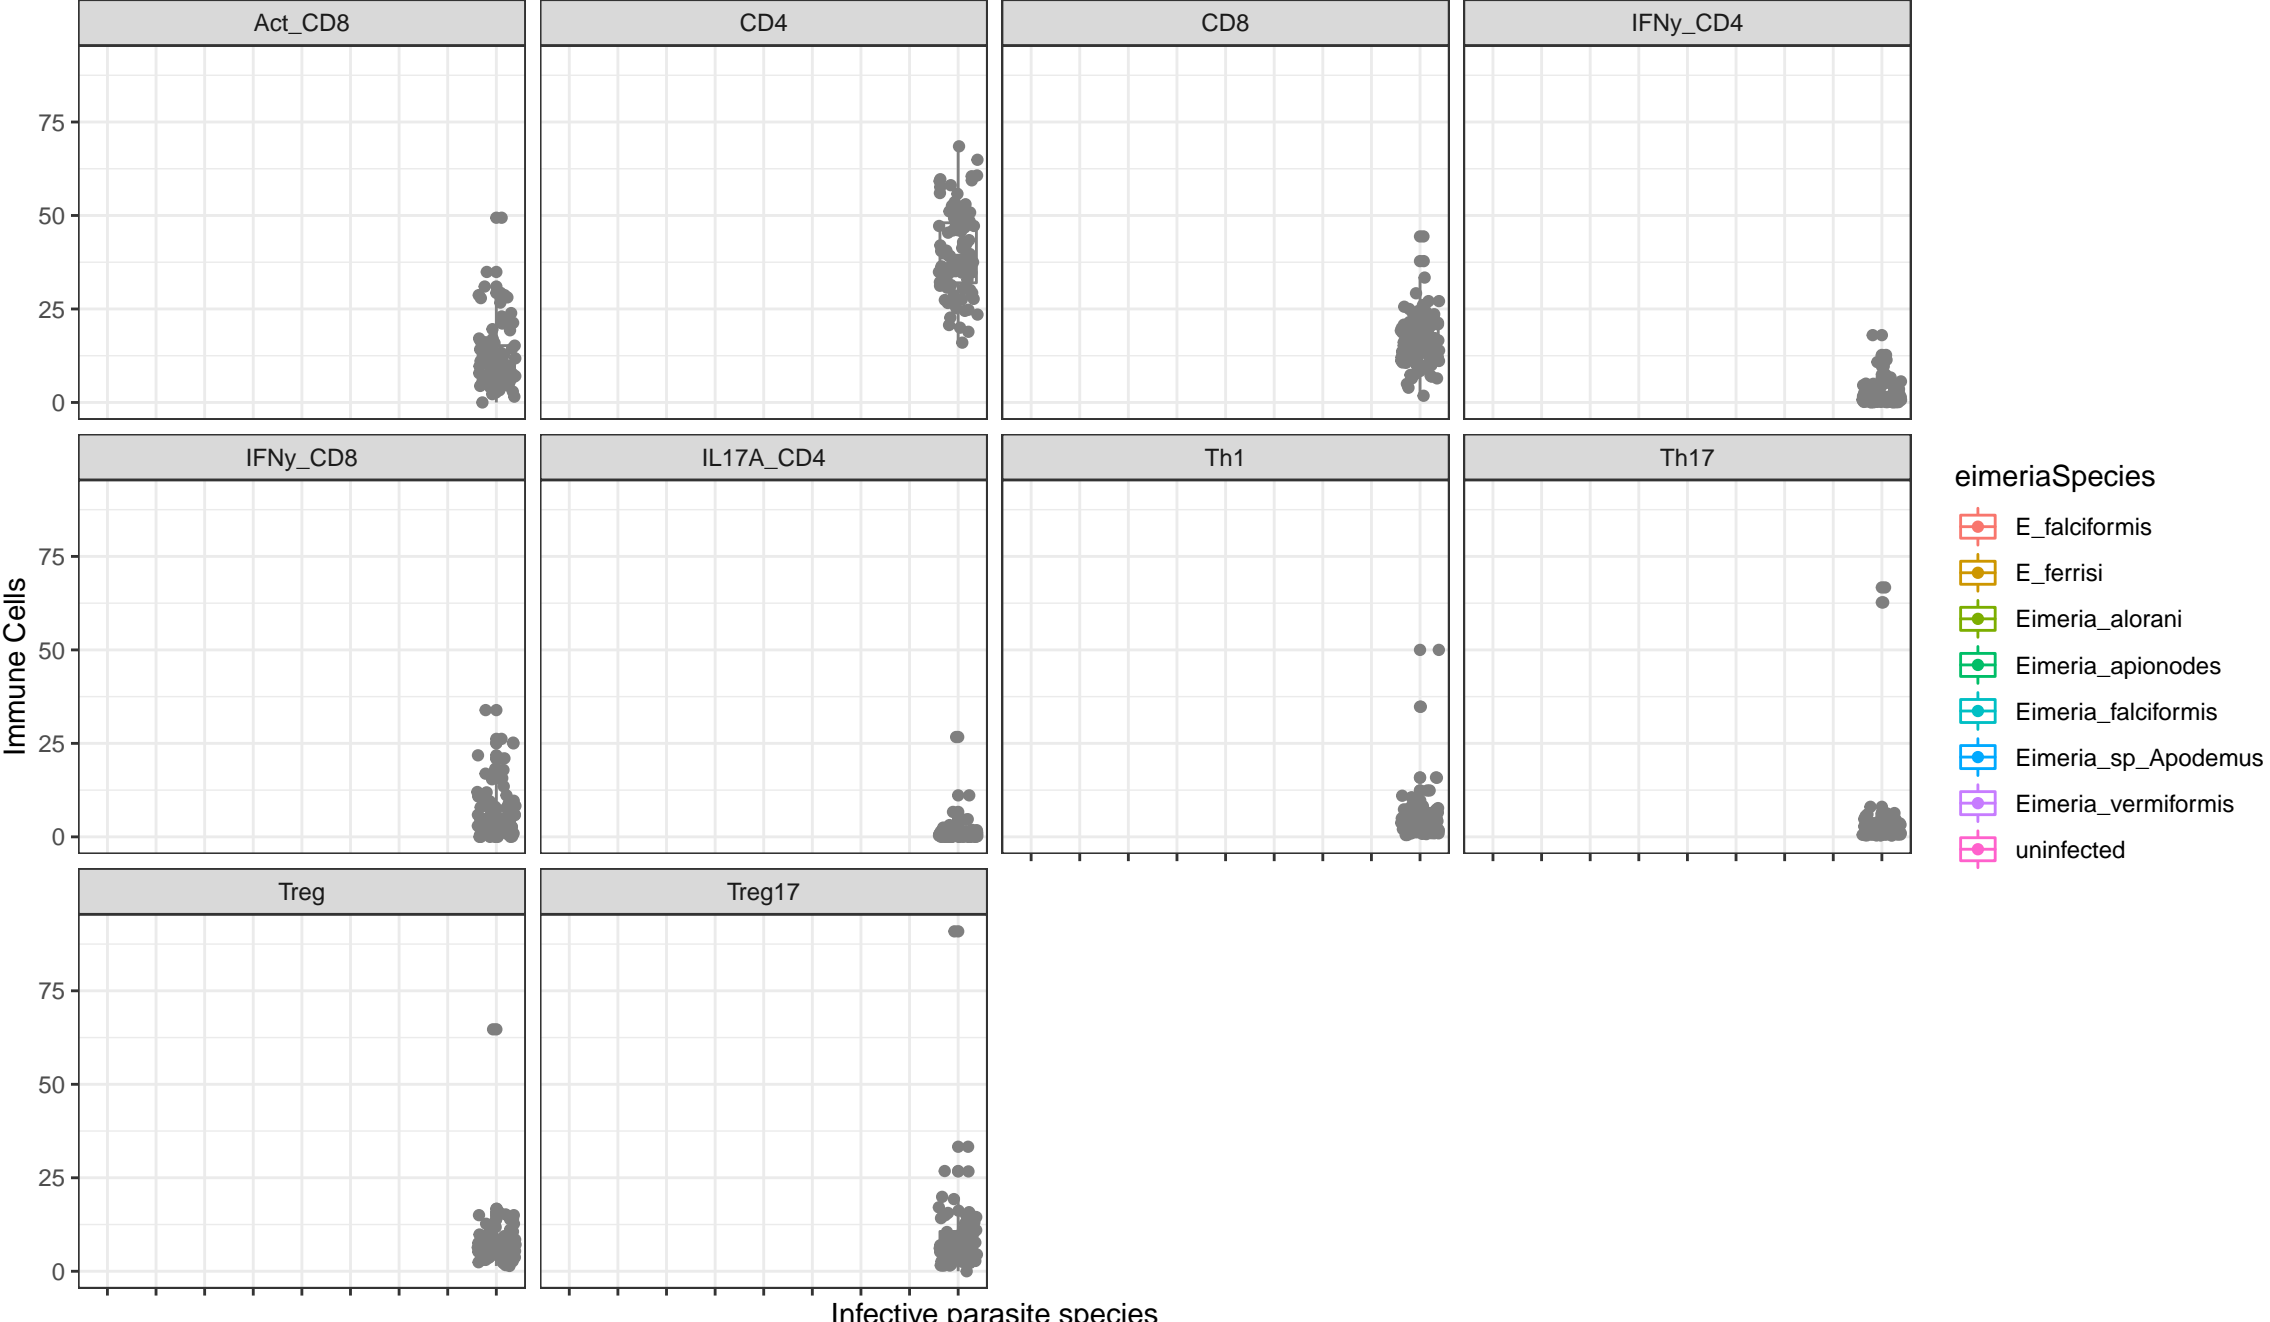 Act_CD8 CD4 CD8 IFNy_CD4
75
50
25
0
IFNy_CD8 IL17A_CD4 Th1 Th17
75
50
25
0
Treg Treg17
75
50
25
0
Immune Cells
Infective parasite species
eimeriaSpecies
E_falciformis
E_ferrisi
Eimeria_alorani
Eimeria_apionodes
Eimeria_falciformis
Eimeria_sp_Apodemus
Eimeria_vermiformis
uninfected